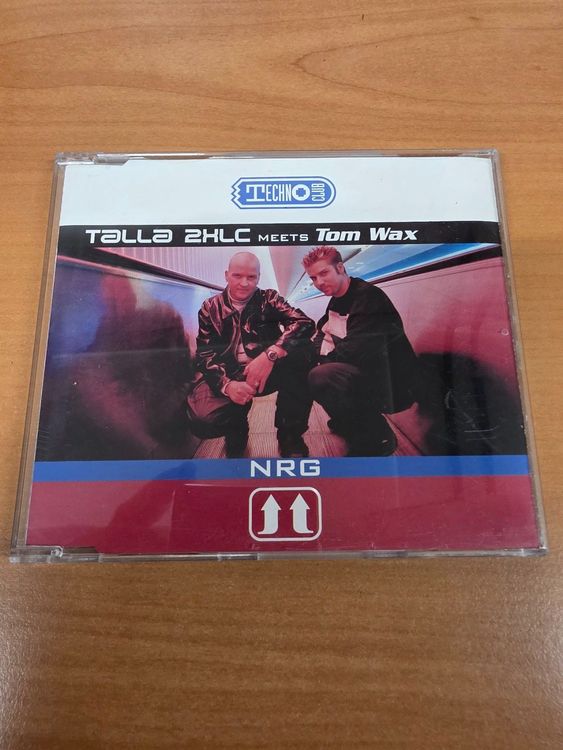 TECHNO CLUB
TALLA 2XLC MEETS Tom Wax
NRG